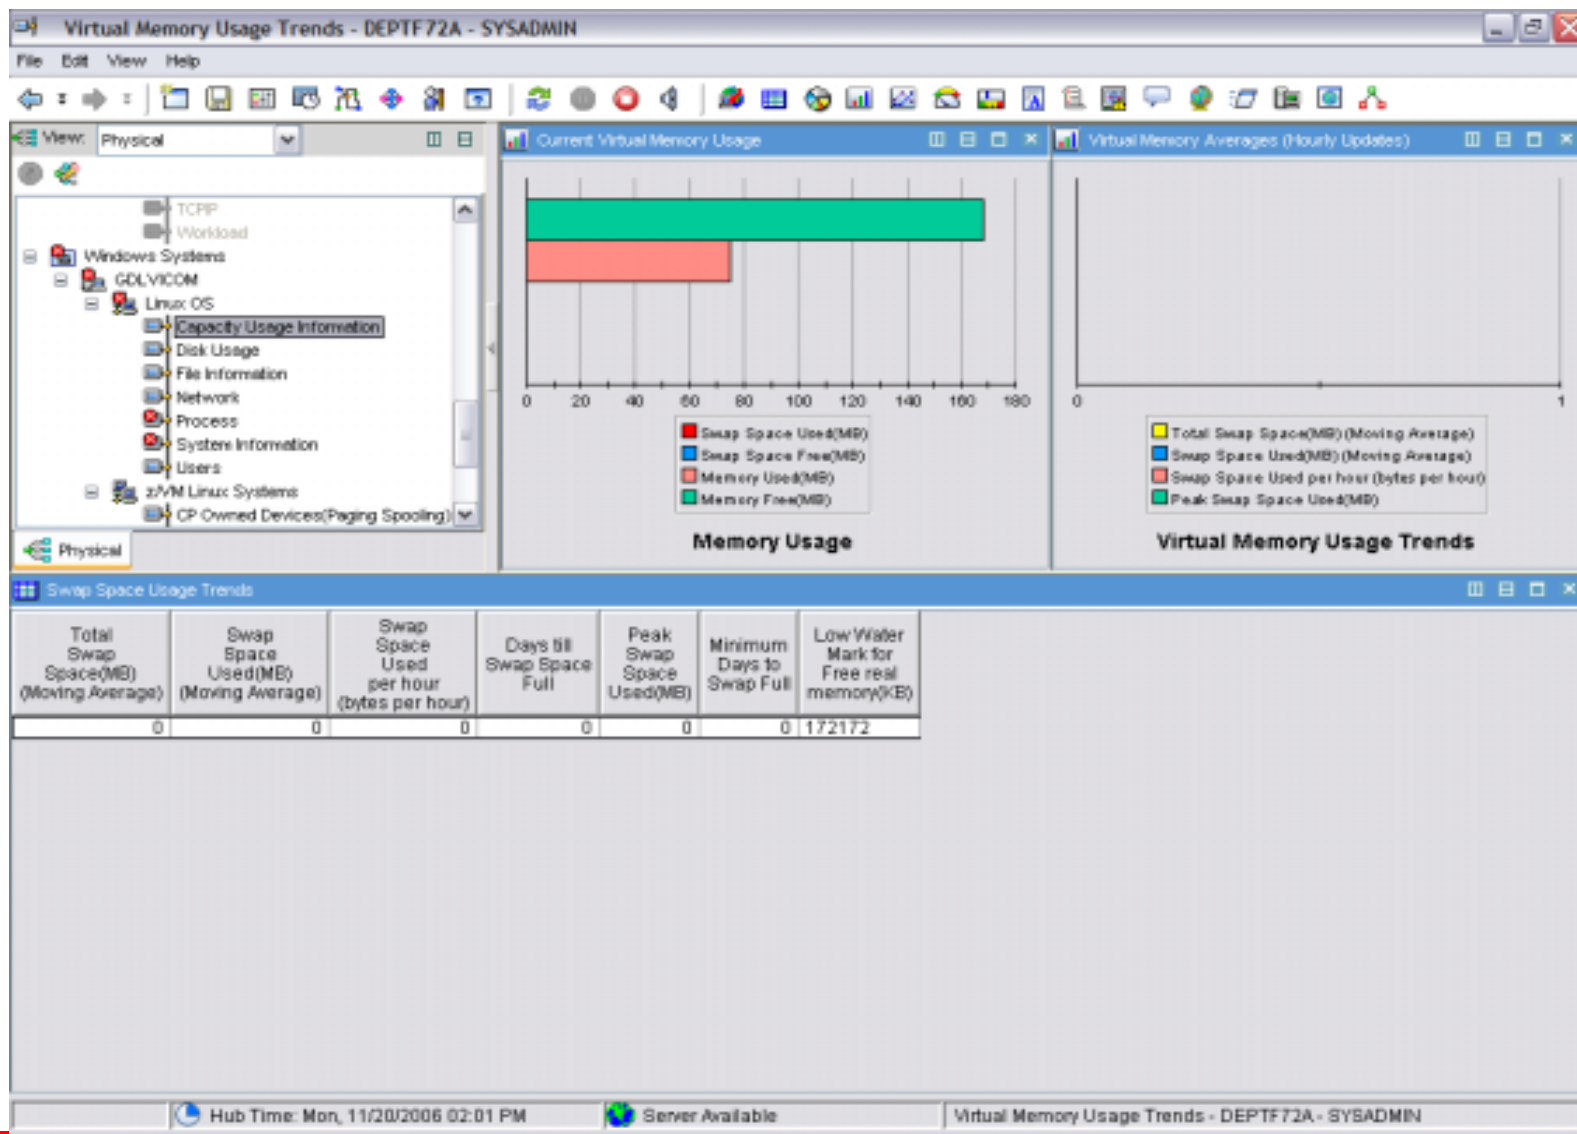 Virtual Memory Usage Trends - DEPTF72A - SYSADMIN
File Edit View Help
View: Physical
TCPIP
Workload
Windows Systems
GDLVICOM
Linux OS
Capacity Usage Information
Disk Usage
File Information
Network
Process
System Information
Users
z/VM Linux Systems
CP Owned Devices(Paging Spooling)
Physical
Current Virtual Memory Usage
0 20 40 60 80 100 120 140 160 180
Swap Space Used(MB)
Swap Space Free(MB)
Memory Used(MB)
Memory Free(MB)
Memory Usage
Virtual Memory Averages (Hourly Updates)
0 1
Total Swap Space(MB) (Moving Average)
Swap Space Used(MB) (Moving Average)
Swap Space Used per hour (bytes per hour)
Peak Swap Space Used(MB)
Virtual Memory Usage Trends
Swap Space Usage Trends
Total
Swap
Space(MB)
(Moving Average)
Swap
Space
Used(MB)
(Moving Average)
Swap
Space
Used
per hour
(bytes per hour)
Days till
Swap Space
Full
Peak
Swap
Space
Used(MB)
Minimum
Days to
Swap Full
Low Water
Mark for
Free real
memory(KB)
0 0 0 0 0 0 172172
Hub Time: Mon, 11/20/2006 02:01 PM
Server Available
Virtual Memory Usage Trends - DEPTF72A - SYSADMIN